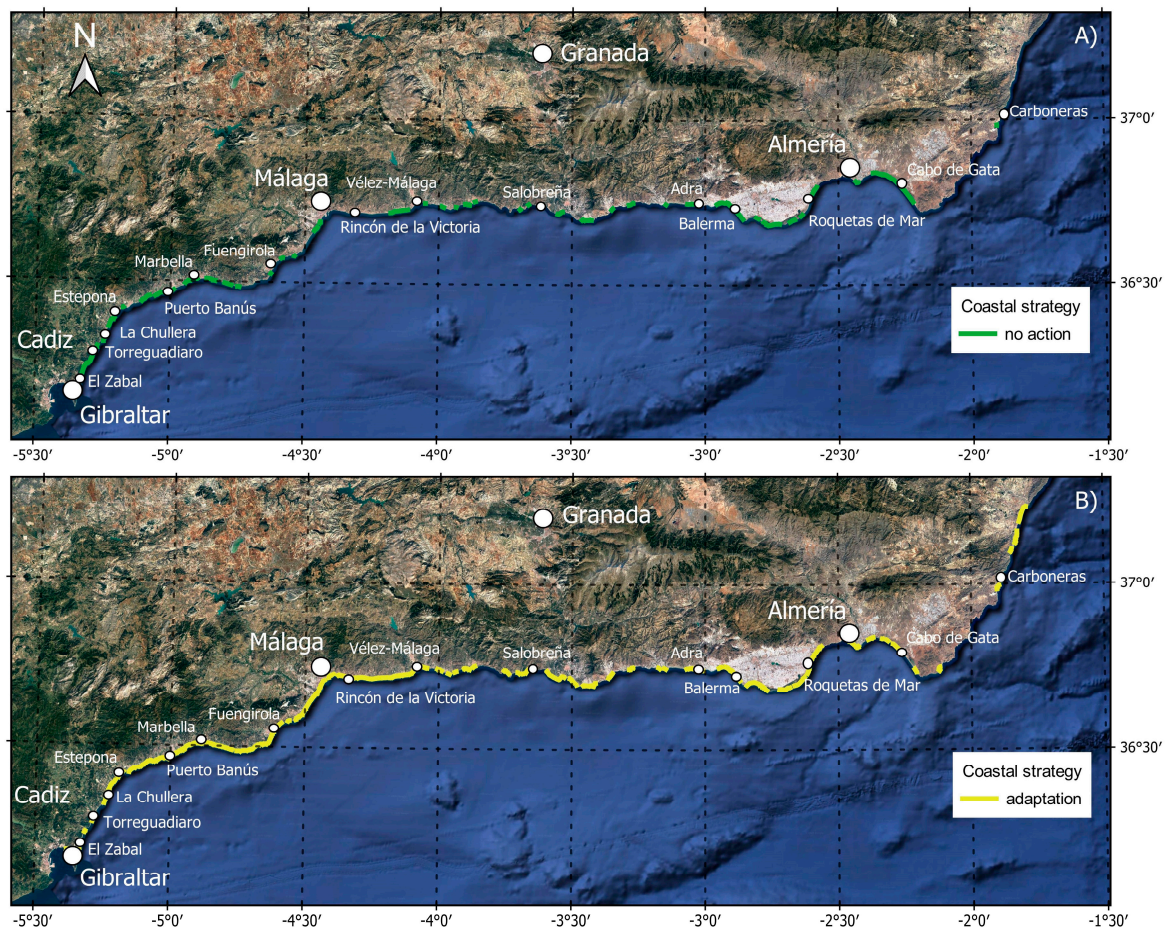 N
A)
Granada
Carboneras
37°0′
Almería
Cabo de Gata
Málaga
Vélez-Málaga
Salobreña
Adra
Rincón de la Victoria
Balerma
Roquetas de Mar
Fuengirola
Marbella
36°30′
Estepona
Puerto Banús
Coastal strategy
no action
La Chullera
Cadiz
Torreguadiaro
El Zabal
Gibraltar
-5°30′ -5°0′ -4°30′ -4°0′ -3°30′ -3°0′ -2°30′ -2°0′ -1°30′
B)
Granada
Carboneras
37°0′
Almería
Cabo de Gata
Málaga
Vélez-Málaga
Salobreña
Adra
Rincón de la Victoria
Balerma
Roquetas de Mar
Fuengirola
Marbella
36°30′
Estepona
Puerto Banús
Coastal strategy
adaptation
Cadiz
La Chullera
Torreguadiaro
El Zabal
Gibraltar
-5°30′ -5°0′ -4°30′ -4°0′ -3°30′ -3°0′ -2°30′ -2°0′ -1°30′